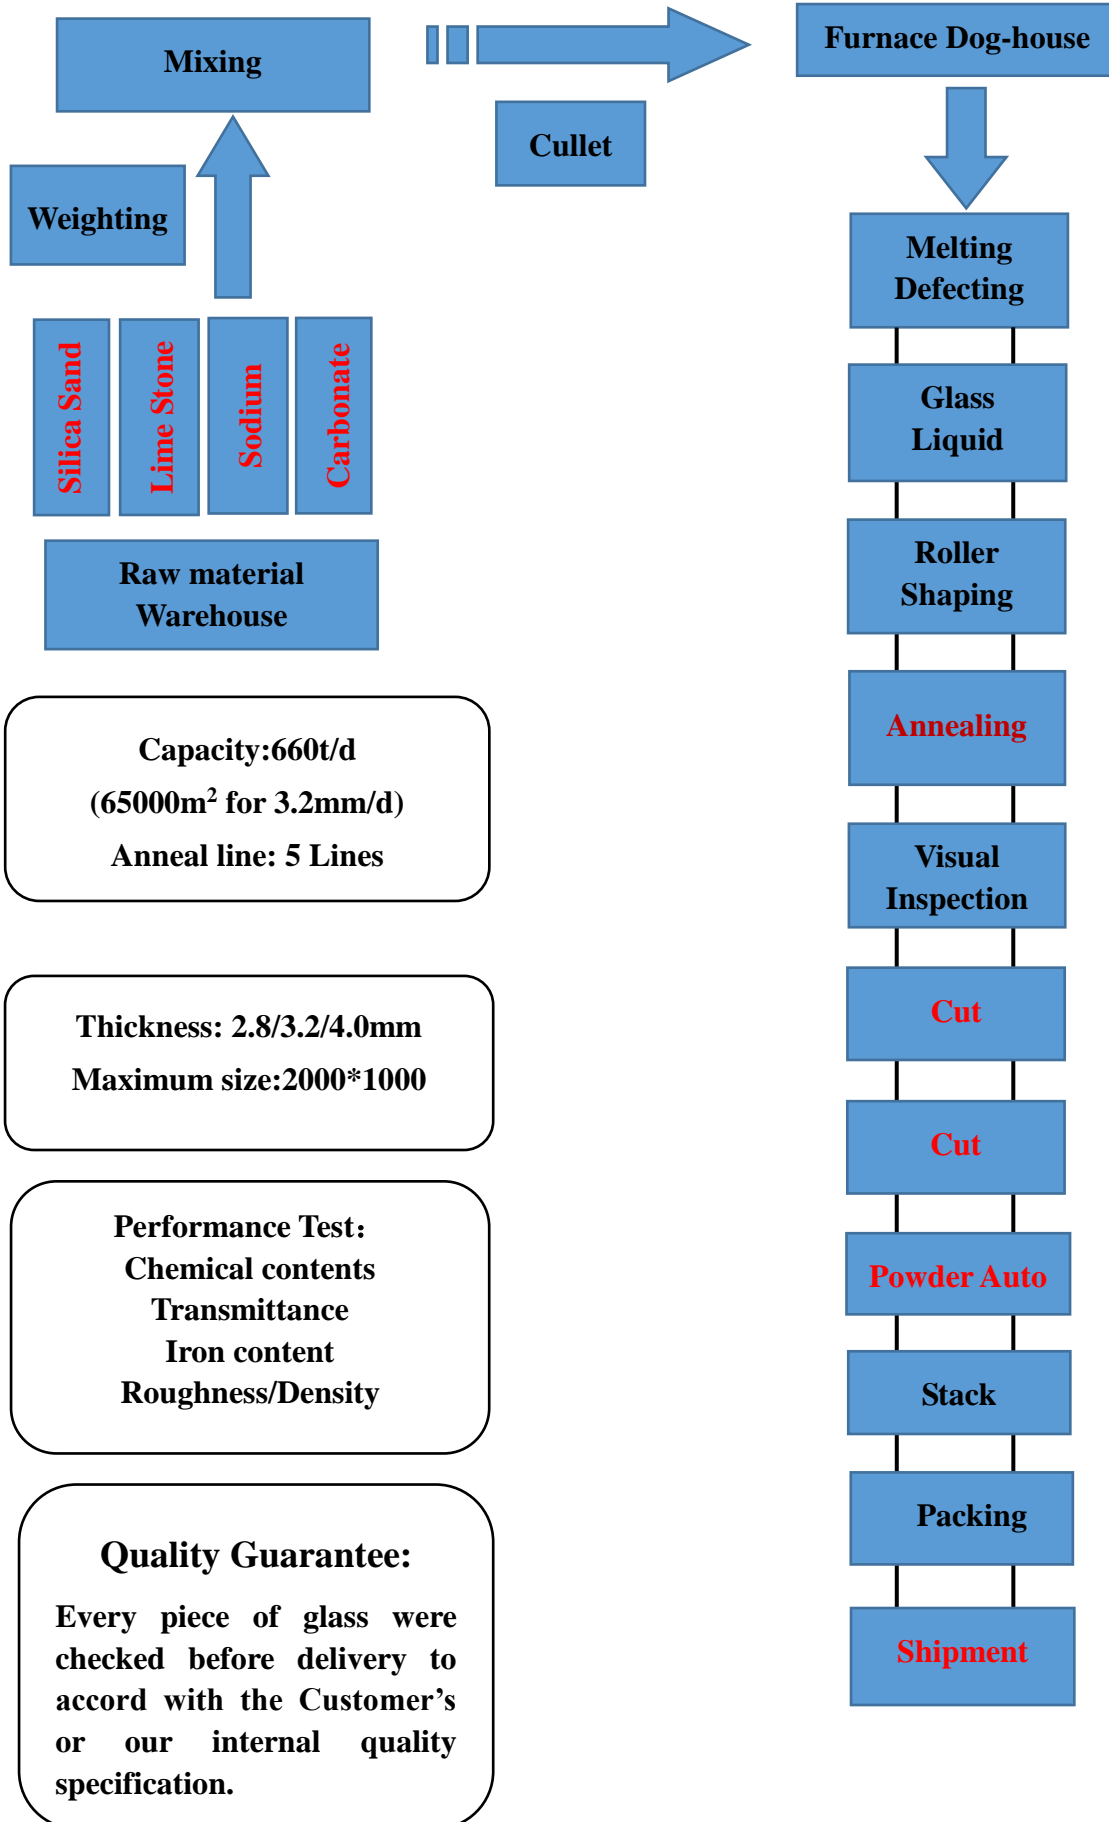 Mixing
Furnace Dog-house
Cullet
Weighting
Silica Sand
Lime Stone
Sodium
Carbonate
Raw material
Warehouse
Melting
Defecting
Glass
Liquid
Roller
Shaping
Annealing
Visual
Inspection
Cut
Cut
Powder Auto
Stack
Packing
Shipment
Capacity:660t/d
(65000m² for 3.2mm/d)
Anneal line: 5 Lines
Thickness: 2.8/3.2/4.0mm
Maximum size:2000*1000
Performance Test：
Chemical contents
Transmittance
Iron content
Roughness/Density
Quality Guarantee:
Every piece of glass were
checked before delivery to
accord with the Customer’s
or our internal quality
specification.